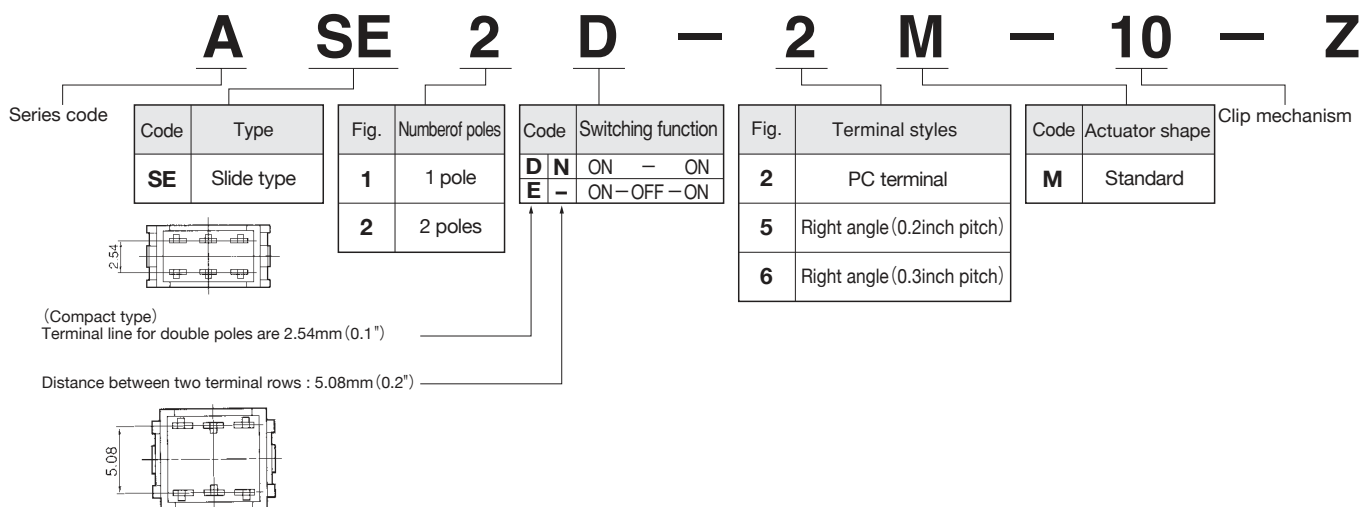 A SE 2 D － 2 M － 10 － Z
Series code
Clip mechanism
Code Type
SE Slide type
Fig. Numberof poles
1 1 pole
2 2 poles
Code Switching function
D N ON － ON
E － ON－OFF－ON
Fig. Terminal styles
2 PC terminal
5 Right angle(0.2inch pitch)
6 Right angle(0.3inch pitch)
Code Actuator shape
M Standard
2.54
(Compact type)
Terminal line for double poles are 2.54mm(0.1")
Distance between two terminal rows : 5.08mm(0.2")
5.08